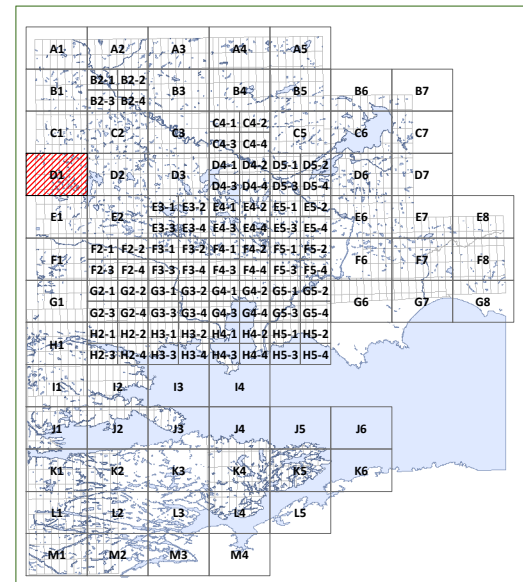 A1 A2 A3 A4 A5
B2-1 B2-2
B1 B3 B4 B5 B6 B7
B2-3 B2-4
C4-1 C4-2
C1 C2 C3 C5 C6 C7
C4-3 C4-4
D4-1 D4-2 D5-1 D5-2
D1 D2 D3 D6 D7
D4-3 D4-4 D5-3 D5-4
E3-1 E3-2 E4-1 E4-2 E5-1 E5-2
E1 E2 E6 E7 E8
E3-3 E3-4 E4-3 E4-4 E5-3 E5-4
F2-1 F2-2 F3-1 F3-2 F4-1 F4-2 F5-1 F5-2
F1 F6 F7 F8
F2-3 F2-4 F3-3 F3-4 F4-3 F4-4 F5-3 F5-4
G2-1 G2-2 G3-1 G3-2 G4-1 G4-2 G5-1 G5-2
G1 G6 G7 G8
G2-3 G2-4 G3-3 G3-4 G4-3 G4-4 G5-3 G5-4
H2-1 H2-2 H3-1 H3-2 H4-1 H4-2 H5-1 H5-2
H1
H2-3 H2-4 H3-3 H3-4 H4-3 H4-4 H5-3 H5-4
I1 I2 I3 I4
J1 J2 J3 J4 J5 J6
K1 K2 K3 K4 K5 K6
L1 L2 L3 L4 L5
M1 M2 M3 M4